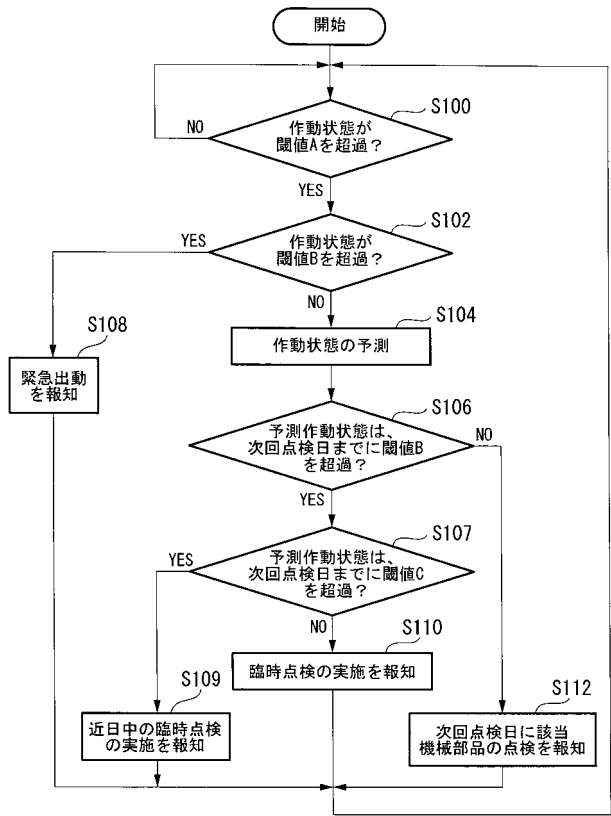 開始
S100
作動状態が
閾値Aを超過？
NO
YES
S102
作動状態が
閾値Bを超過？
YES
NO
S108
緊急出動
を報知
S104
作動状態の予測
S106
予測作動状態は、
次回点検日までに閾値B
を超過？
NO
YES
S107
予測作動状態は、
次回点検日までに閾値C
を超過？
YES
NO
S110
臨時点検の実施を報知
S109
近日中の臨時点検
の実施を報知
S112
次回点検日に該当
機械部品の点検を報知